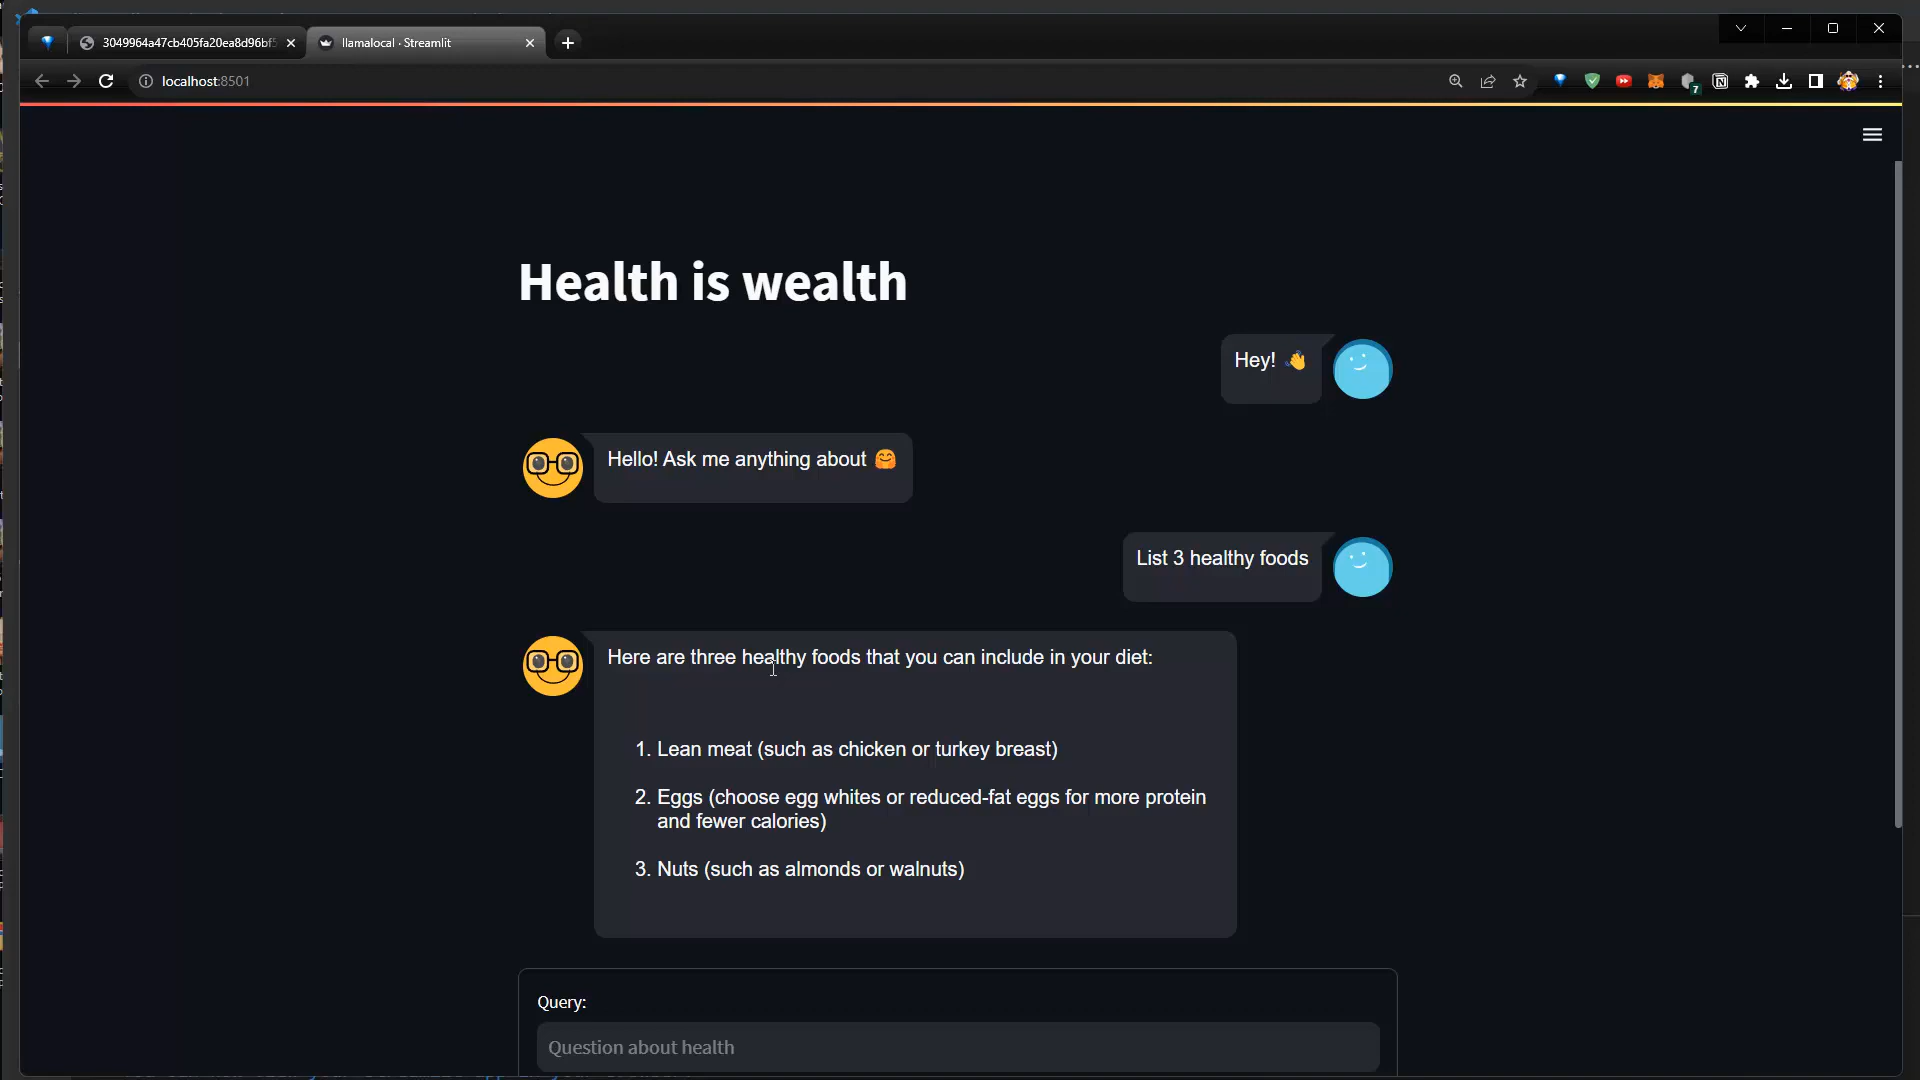 3049964a47cb405fa20ea8d96bf5
llamalocal · Streamlit
localhost:8501
7
Health is wealth
Hey! 👋
Hello! Ask me anything about 🤗
List 3 healthy foods
Here are three healthy foods that you can include in your diet:
1. Lean meat (such as chicken or turkey breast)
2. Eggs (choose egg whites or reduced-fat eggs for more protein
and fewer calories)
3. Nuts (such as almonds or walnuts)
Query:
Question about health